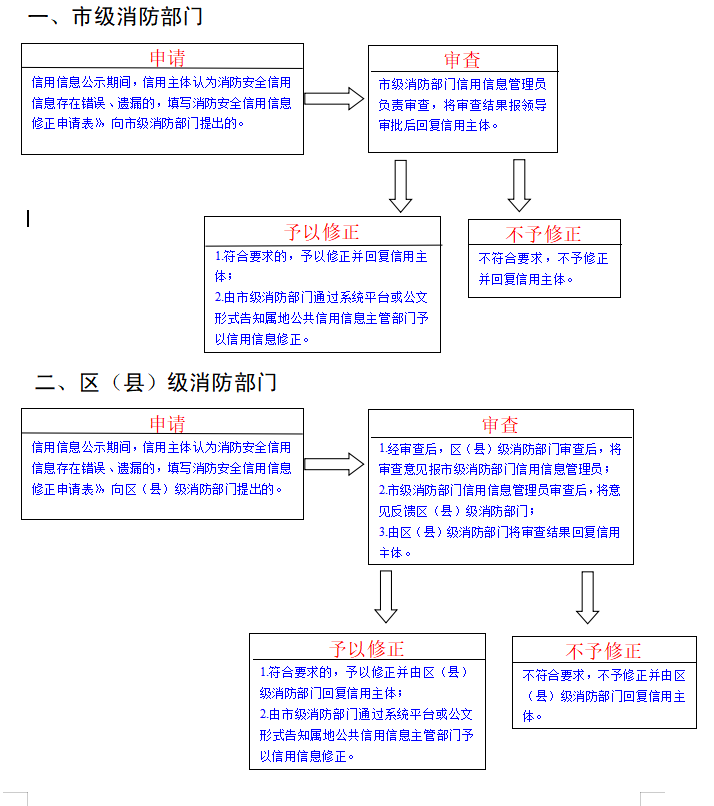 一、市级消防部门
申请
信用信息公示期间，信用主体认为消防安全信用
信息存在错误、遗漏的，填写消防安全信用信息
修正申请表》，向市级消防部门提出的。
审查
市级消防部门信用信息管理员
负责审查，将审查结果报领导
审批后回复信用主体。
予以修正
1.符合要求的，予以修正并回复信用主
体；
2.由市级消防部门通过系统平台或公文
形式告知属地公共信用信息主管部门予
以信用信息修正。
不予修正
不符合要求，不予修正
并回复信用主体。
二、区（县）级消防部门
申请
信用信息公示期间，信用主体认为消防安全信用
信息存在错误、遗漏的，填写消防安全信用信息
修正申请表》，向区（县）级消防部门提出的。
审查
1.经审查后，区（县）级消防部门审查后，将
审查意见报市级消防部门信用信息管理员；
2.市级消防部门信用信息管理员审查后，将意
见反馈区（县）级消防部门；
3.由区（县）级消防部门将审查结果回复信用
主体。
予以修正
1.符合要求的，予以修正并由区（县）
级消防部门回复信用主体；
2.由市级消防部门通过系统平台或公文
形式告知属地公共信用信息主管部门予
以信用信息修正。
不予修正
不符合要求，不予修正并由区
（县）级消防部门回复信用主
体。